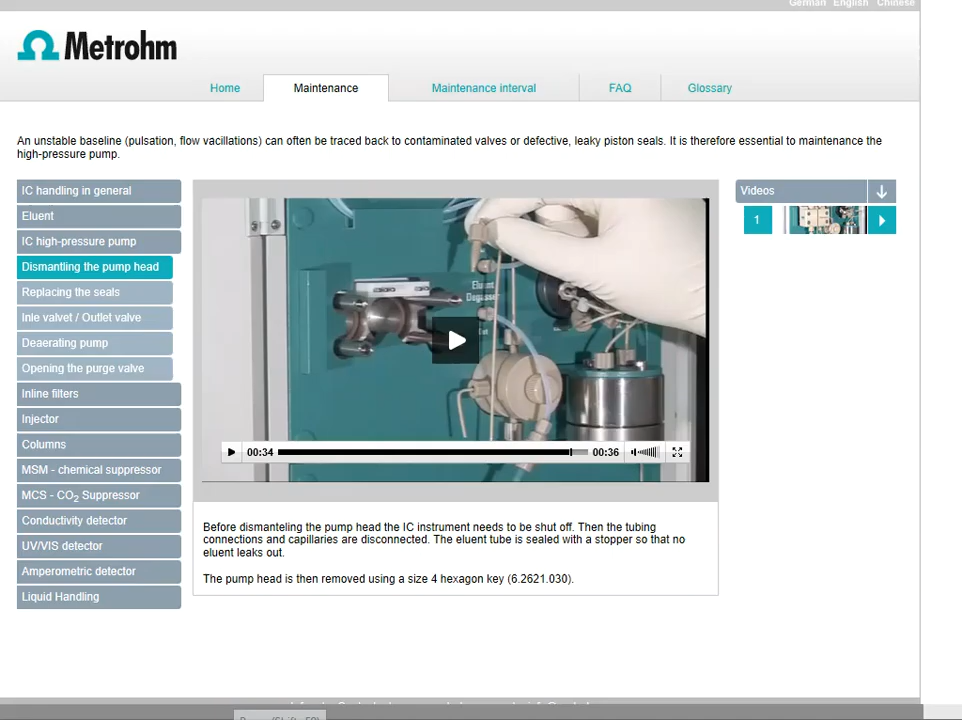 German English Chinese
Metrohm
Home Maintenance Maintenance interval FAQ Glossary
An unstable baseline (pulsation, flow vacillations) can often be traced back to contaminated valves or defective, leaky piston seals. It is therefore essential to maintenance the
high-pressure pump.
IC handling in general
Eluent
IC high-pressure pump
Dismantling the pump head
Replacing the seals
Inle valvet / Outlet valve
Deaerating pump
Opening the purge valve
Inline filters
Injector
Columns
MSM - chemical suppressor
MCS - CO2 Suppressor
Conductivity detector
UV/VIS detector
Amperometric detector
Liquid Handling
Eluent
Degasser
00:34 00:36
Before dismanteling the pump head the IC instrument needs to be shut off. Then the tubing
connections and capillaries are disconnected. The eluent tube is sealed with a stopper so that no
eluent leaks out.
The pump head is then removed using a size 4 hexagon key (6.2621.030).
Videos
1